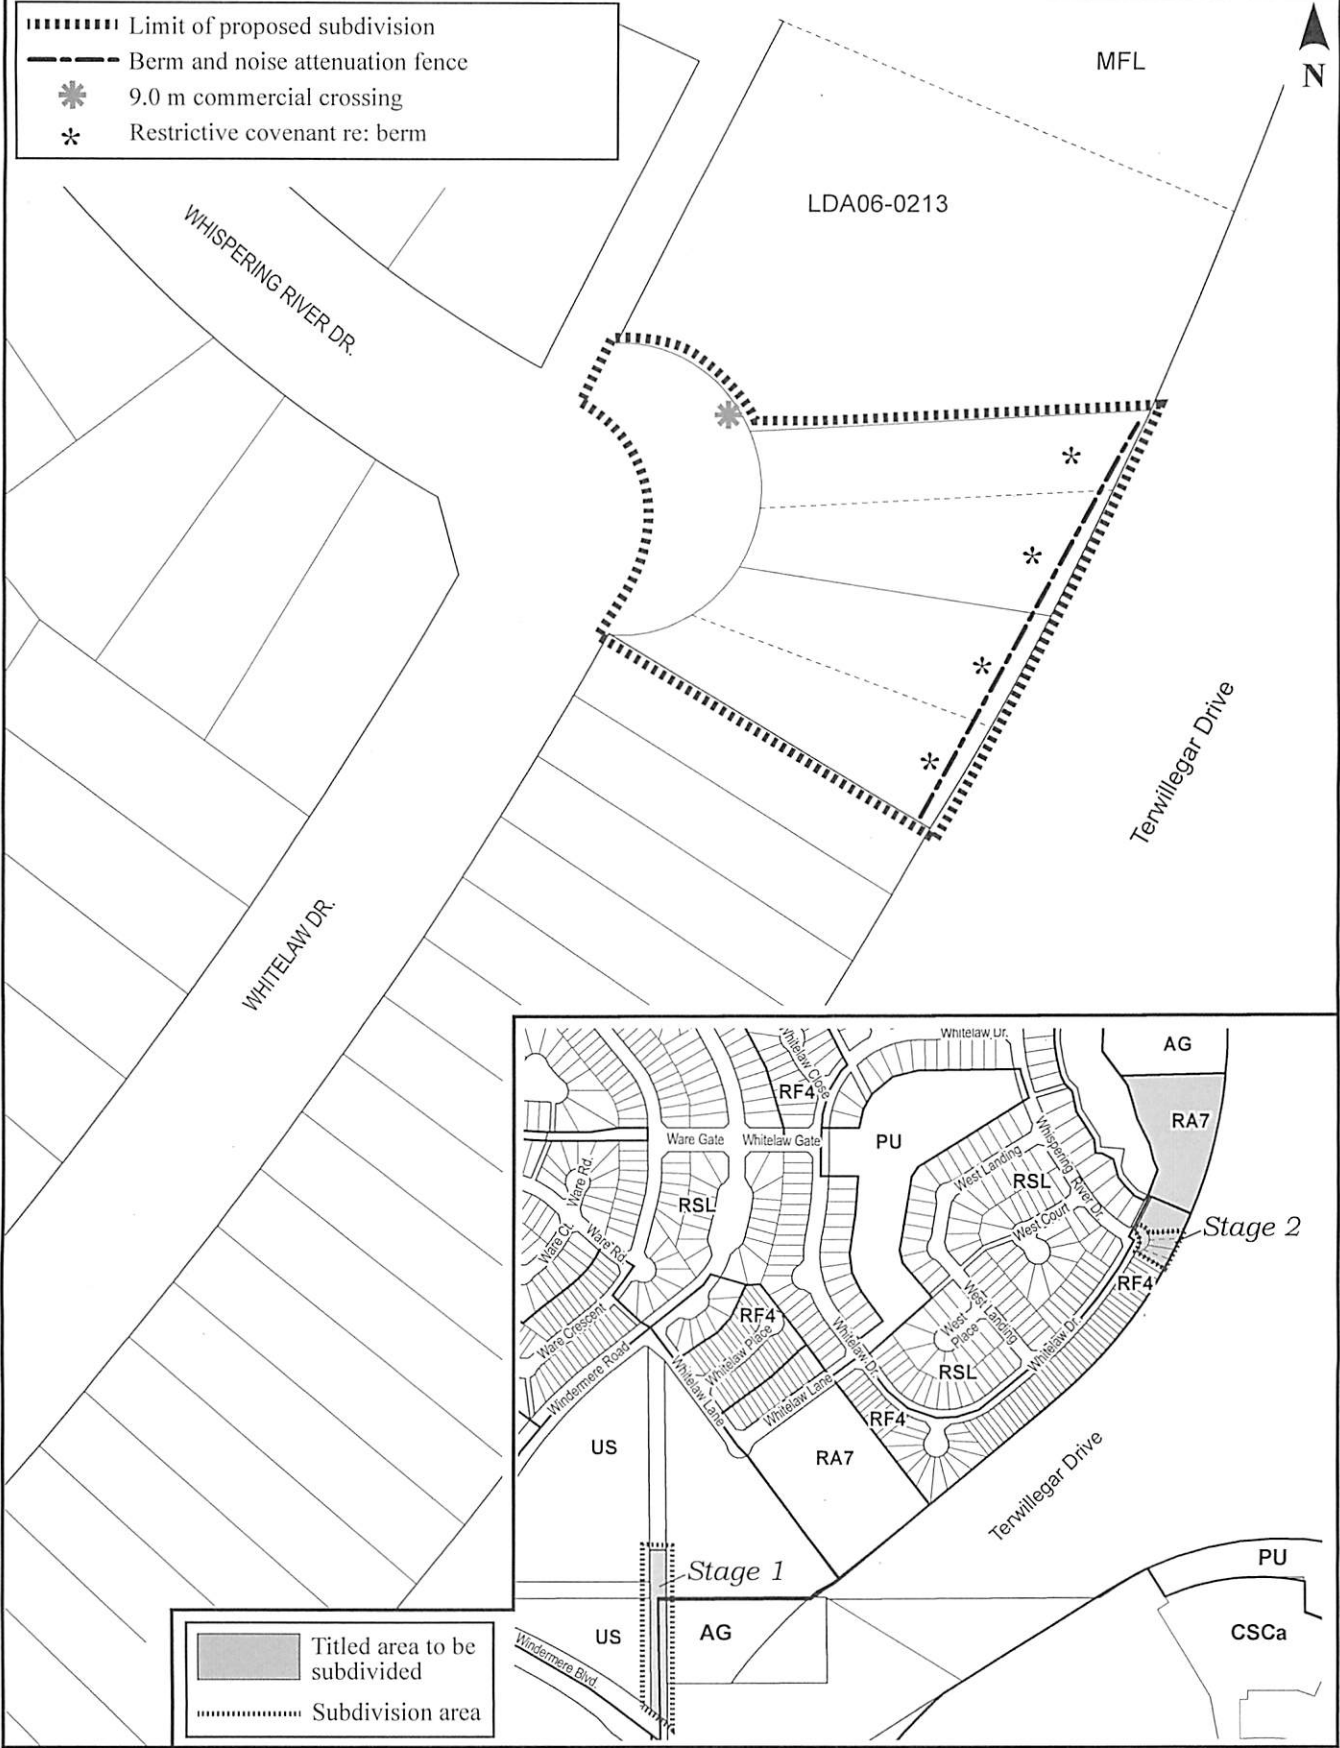 Limit of proposed subdivision
Berm and noise attenuation fence
9.0 m commercial crossing
Restrictive covenant re: berm
N
MFL
LDA06-0213
WHISPERING RIVER DR.
WHITELAW DR.
Terwillegar Drive
Whitelaw Dr.
AG
Whitelaw Close
RF4
RA7
Ware Gate
Whitelaw Gate
PU
Whispering River Dr.
West Landing
RSL
Ware Rd.
RSL
West Court
Stage 2
Ware Ct.
Ware Rd.
RF4
West Landing
RF4
West Place
Whitelaw Dr.
Ware Crescent
Whitelaw Place
Whitelaw Dr.
Windermere Road
Whitelaw Lane
Whitelaw Lane
RSL
RF4
US
RA7
Terwillegar Drive
PU
Stage 1
US
AG
CSCa
Windermere Blvd.
Titled area to be
subdivided
Subdivision area